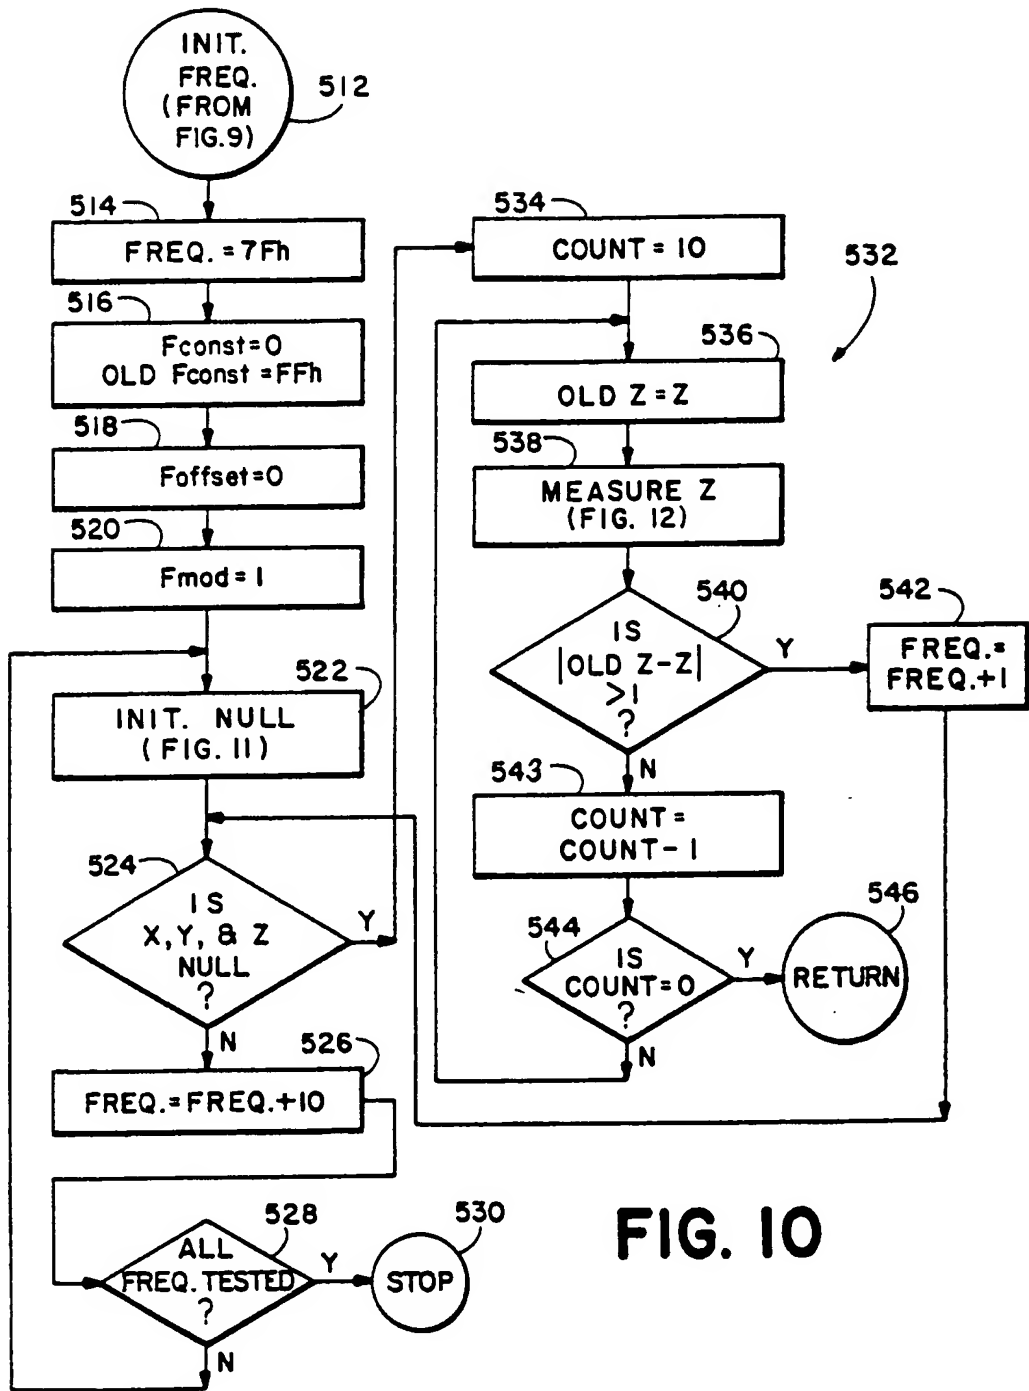 INIT.
FREQ.
(FROM
FIG.9)
512
514
FREQ. = 7Fh
516
Fconst=0
OLD Fconst =FFh
518
Foffset=0
520
Fmod = 1
522
INIT. NULL
(FIG. 11)
524
IS
X, Y, & Z
NULL
?
Y
N
526
FREQ.= FREQ.+10
528
ALL
FREQ. TESTED
?
Y
N
530
STOP
532
534
COUNT = 10
536
OLD Z = Z
538
MEASURE Z
(FIG. 12)
540
IS
|OLD Z-Z|
>1
?
Y
N
542
FREQ.=
FREQ.+1
543
COUNT =
COUNT-1
544
IS
COUNT=0
?
Y
N
546
RETURN
FIG. 10